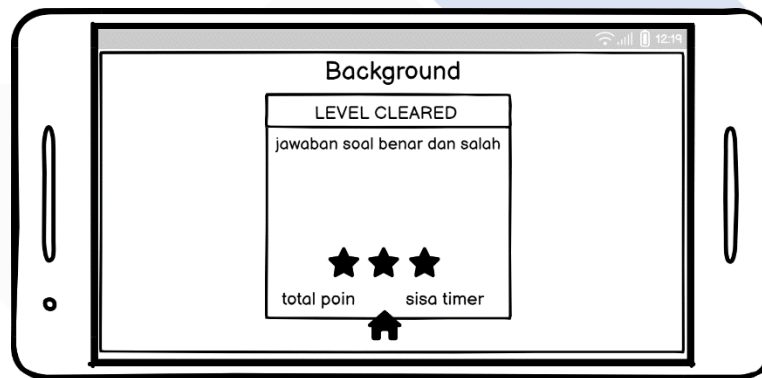 12:19
Background
LEVEL CLEARED
jawaban soal benar dan salah
total poin sisa timer